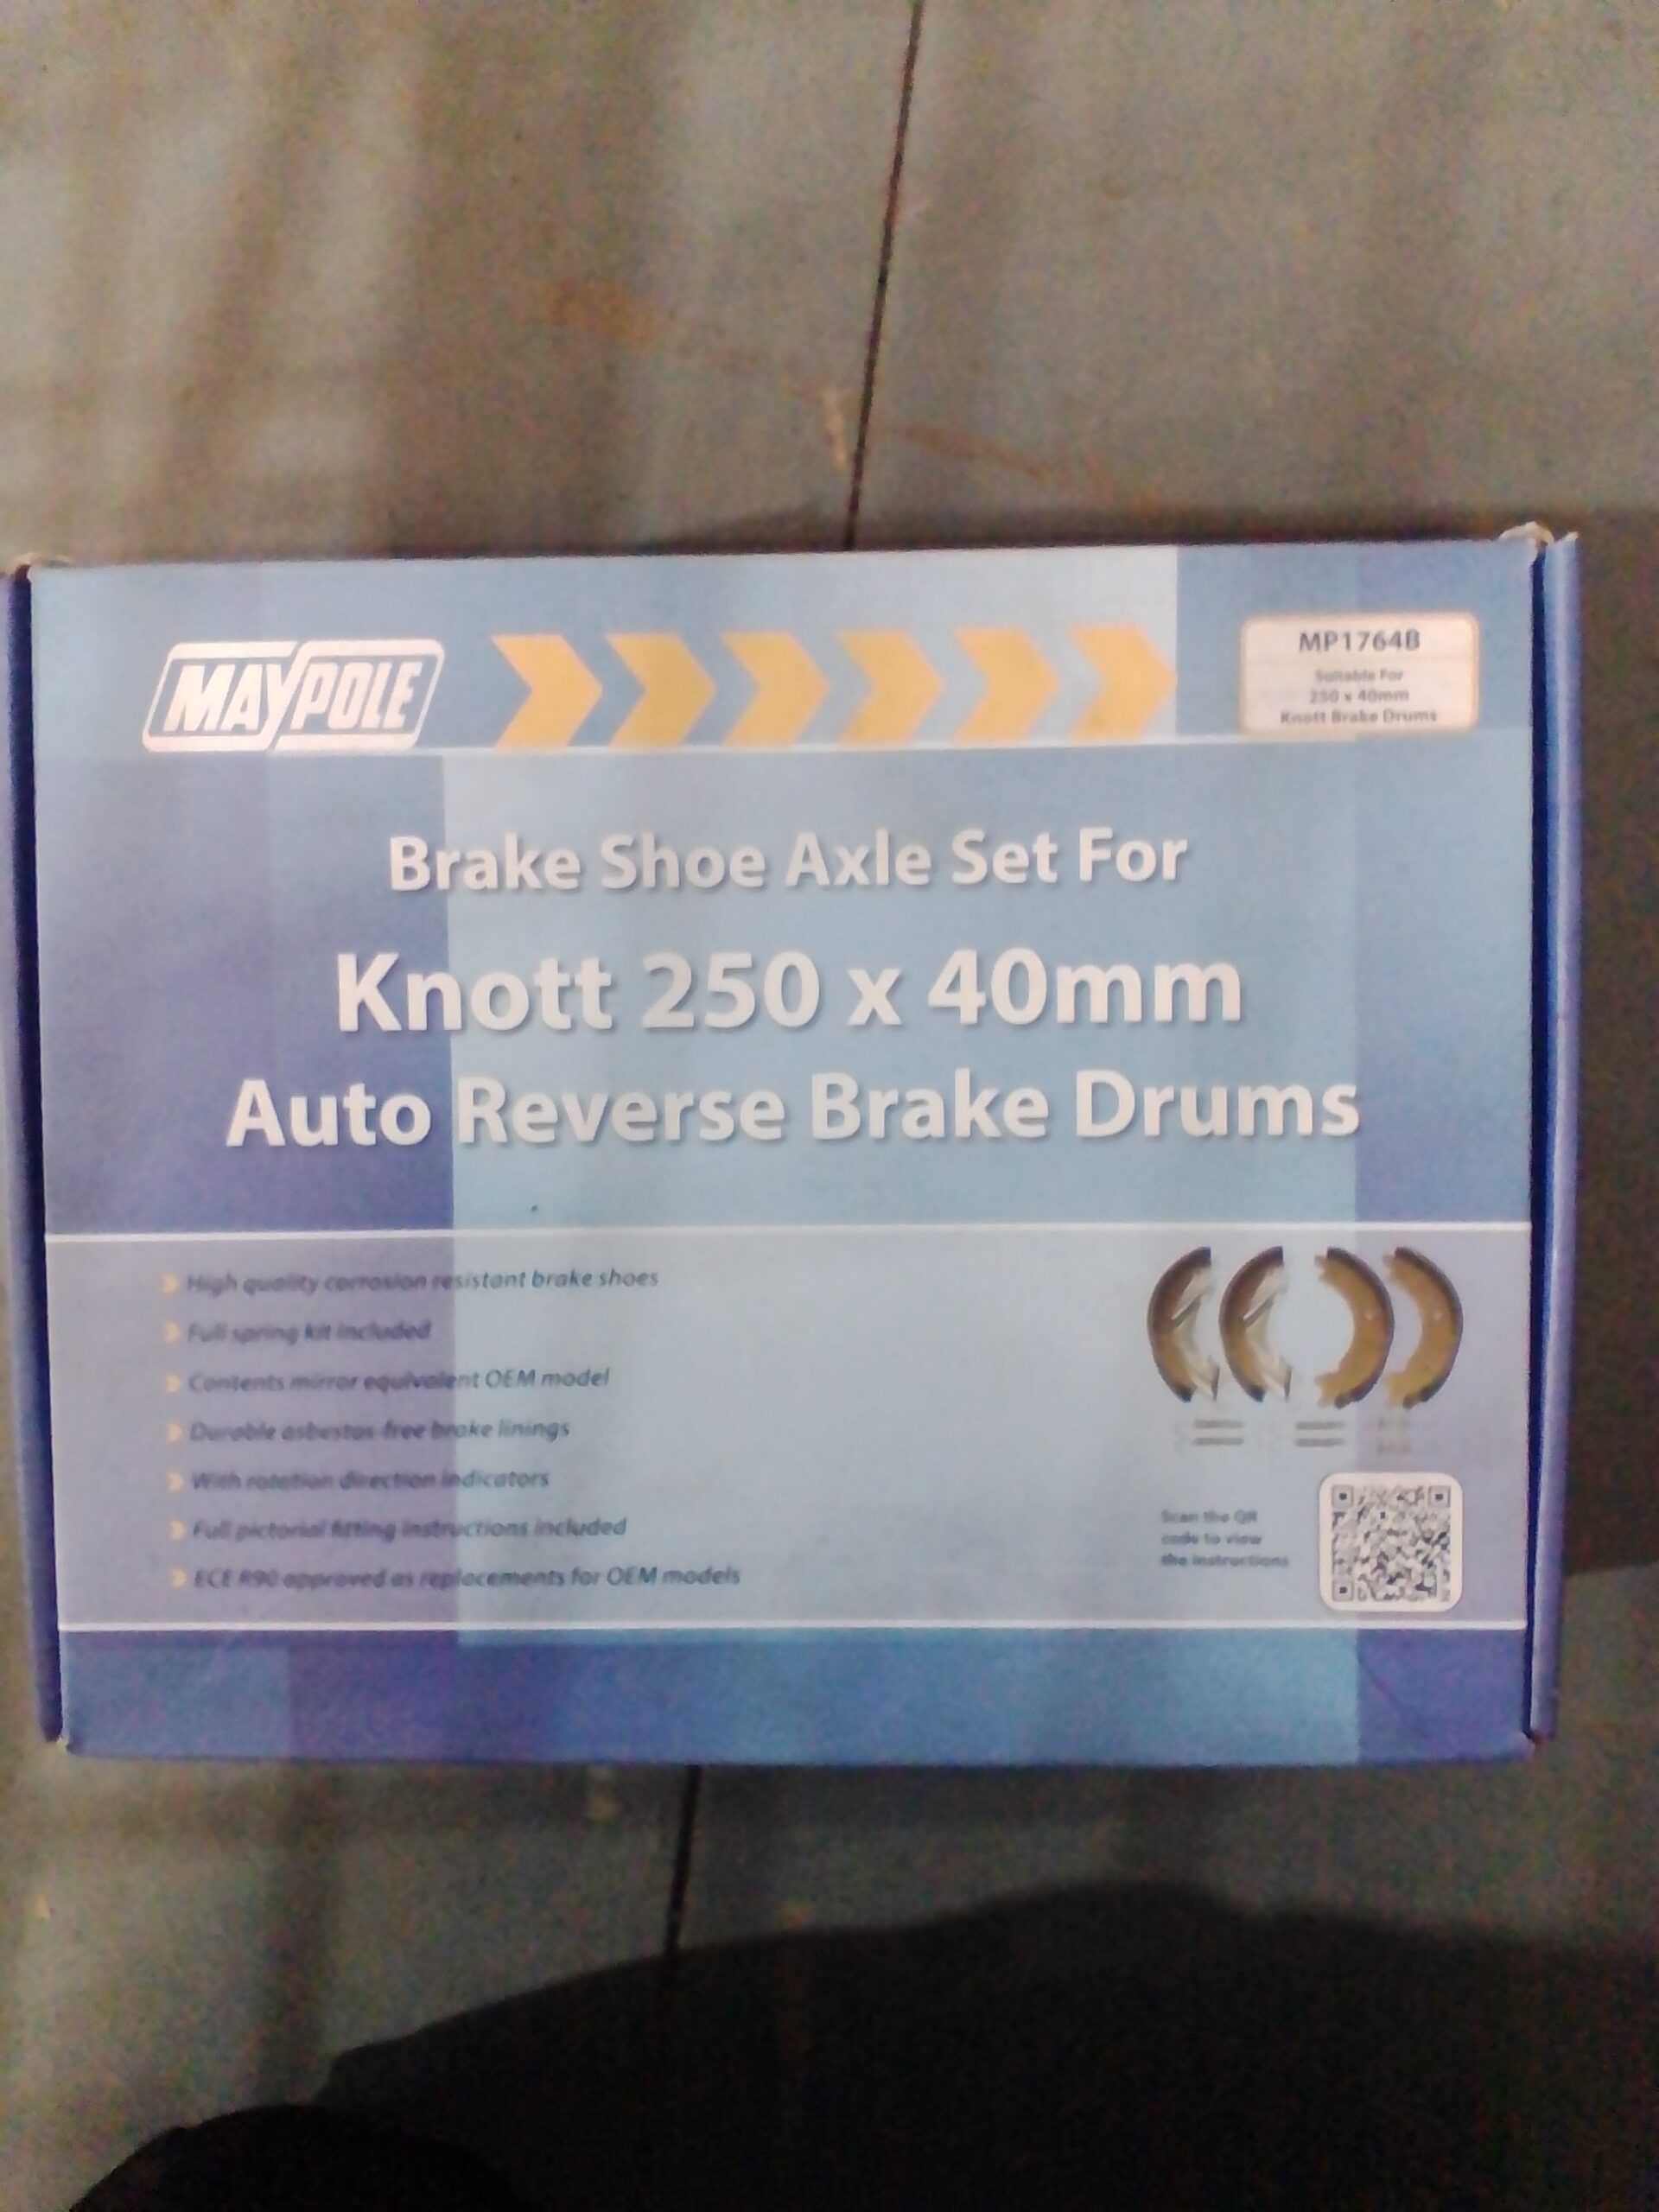 MAYPOLE
MP1764B
Suitable For
250 x 40mm
Knott Brake Drums
Brake Shoe Axle Set For
Knott 250 x 40mm
Auto Reverse Brake Drums
High quality corrosion resistant brake shoes
Full spring kit included
Contents mirror equivalent OEM model
Durable asbestos-free brake linings
With rotation direction indicators
Full pictorial fitting instructions included
ECE R90 approved as replacements for OEM models
Scan the QR
code to view
the instructions